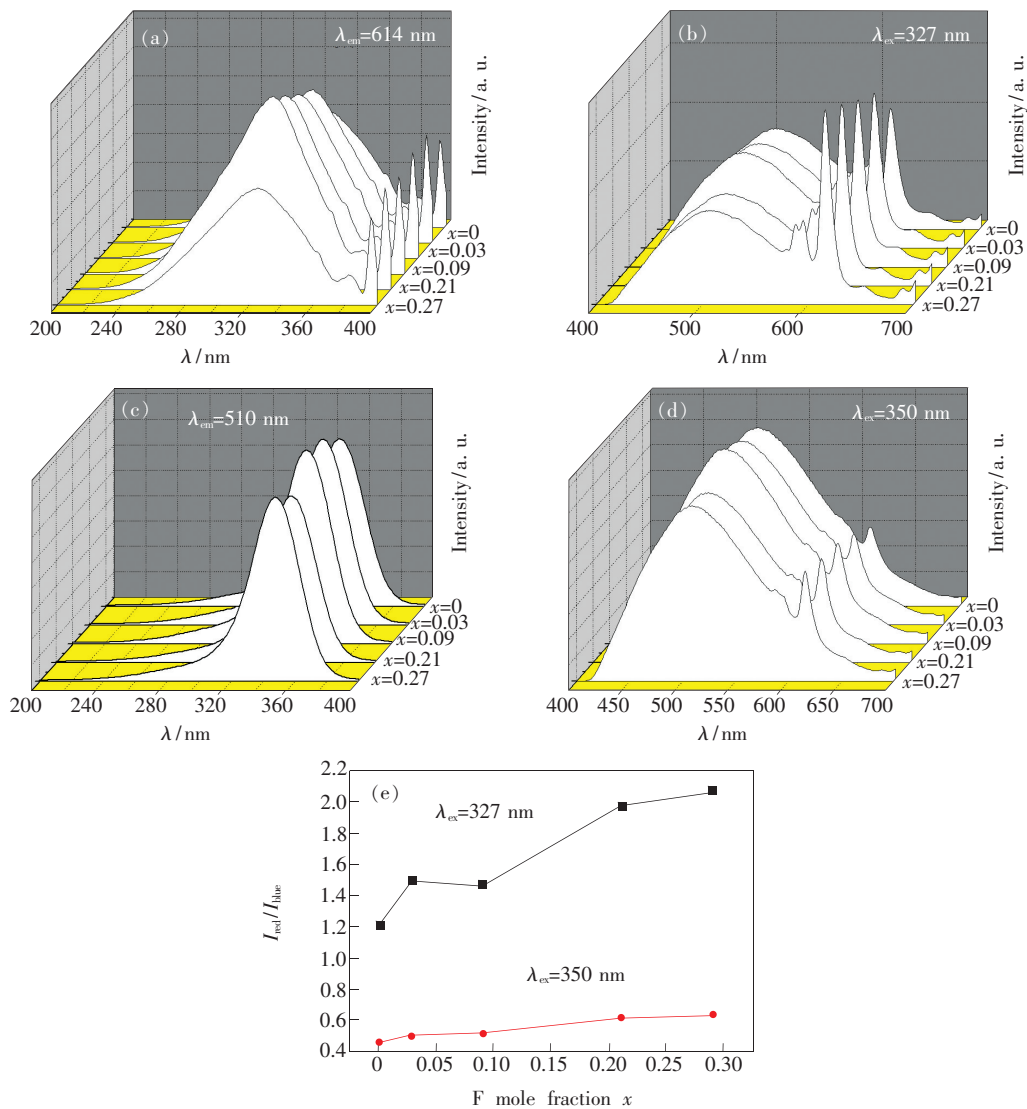 (a)
λem=614 nm
Intensity/a. u.
x=0
x=0.03
x=0.09
x=0.21
x=0.27
200 240 280 320 360 400
λ/nm
(b)
λex=327 nm
Intensity/a. u.
x=0
x=0.03
x=0.09
x=0.21
x=0.27
400 500 600 700
λ/nm
(c)
λem=510 nm
Intensity/a. u.
x=0
x=0.03
x=0.09
x=0.21
x=0.27
200 240 280 320 360 400
λ/nm
(d)
λex=350 nm
Intensity/a. u.
x=0
x=0.03
x=0.09
x=0.21
x=0.27
400 450 500 550 600 650 700
λ/nm
(e)
λex=327 nm
λex=350 nm
Ired/Iblue
2.2
2.0
1.8
1.6
1.4
1.2
1.0
0.8
0.6
0.4
0 0.05 0.10 0.15 0.20 0.25 0.30
F mole fraction x